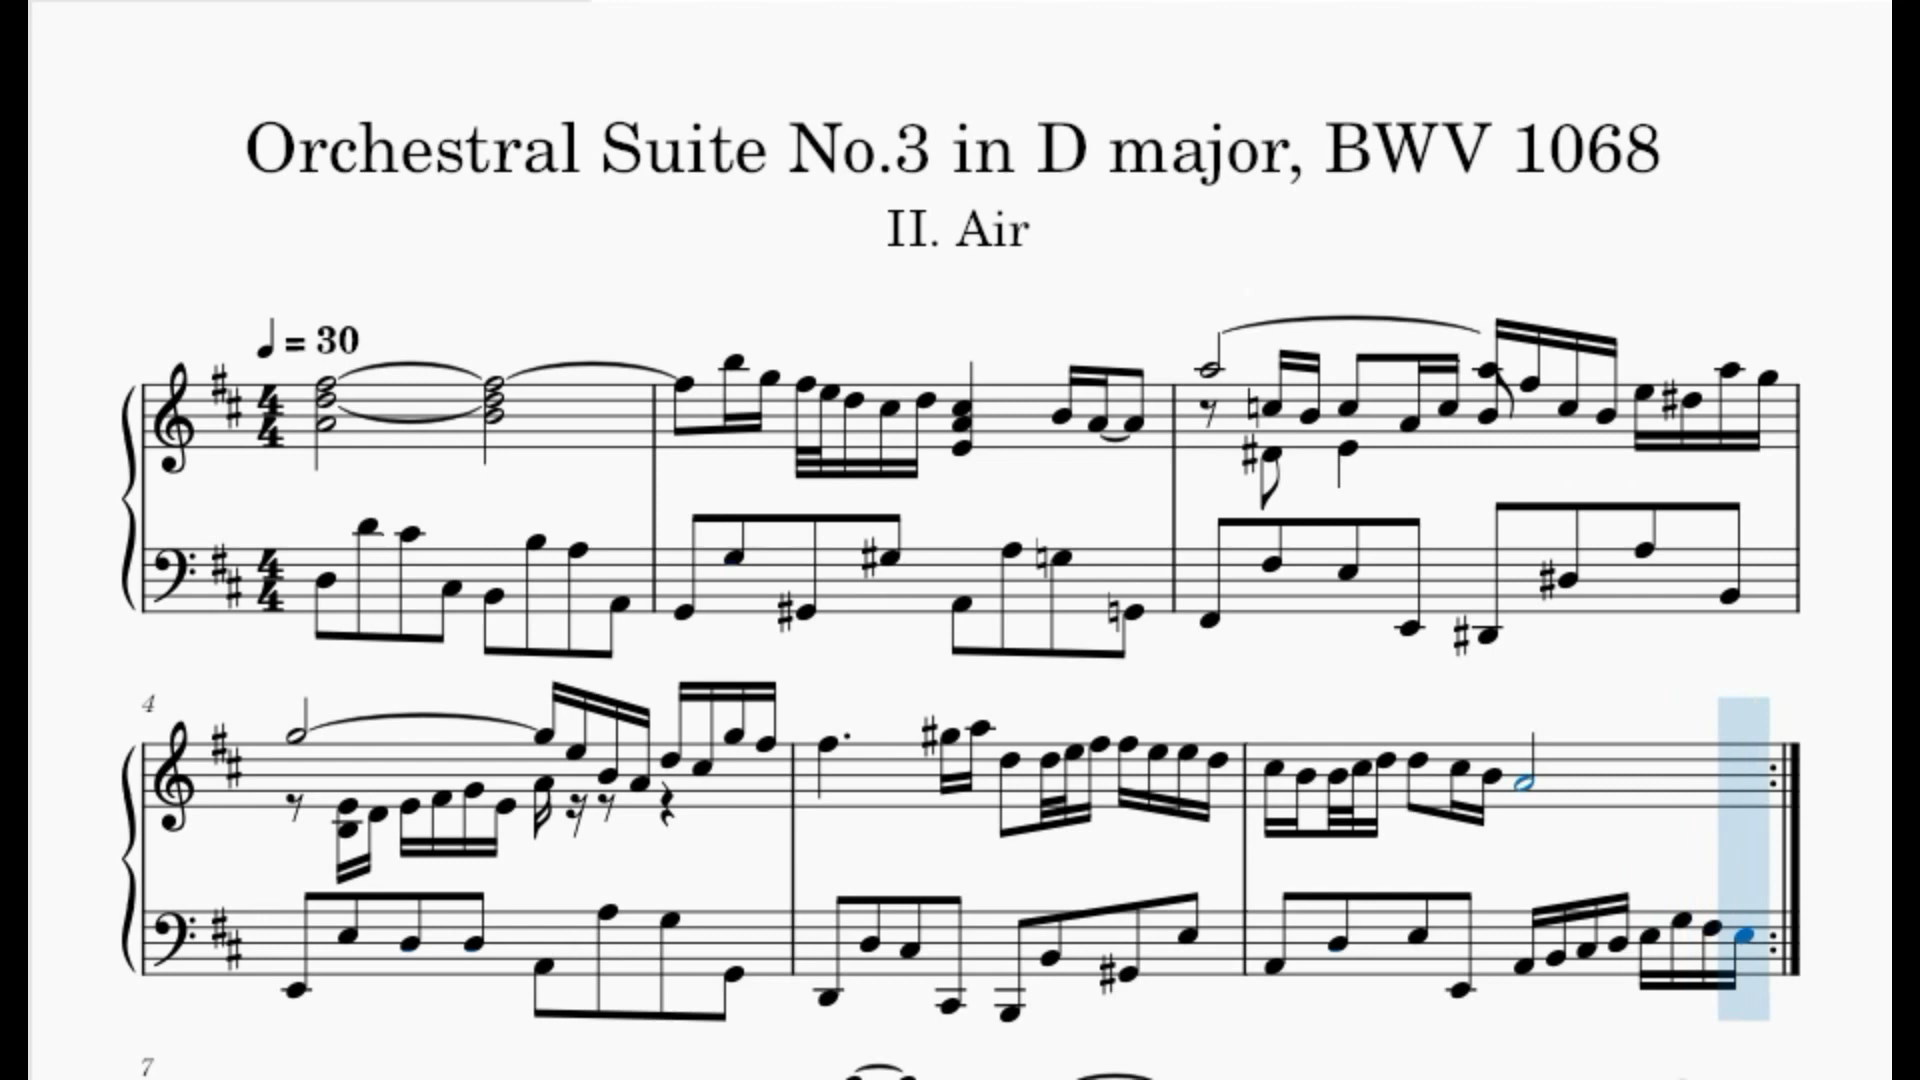 Orchestral Suite No.3 in D major, BWV 1068
II. Air
= 30
4
7